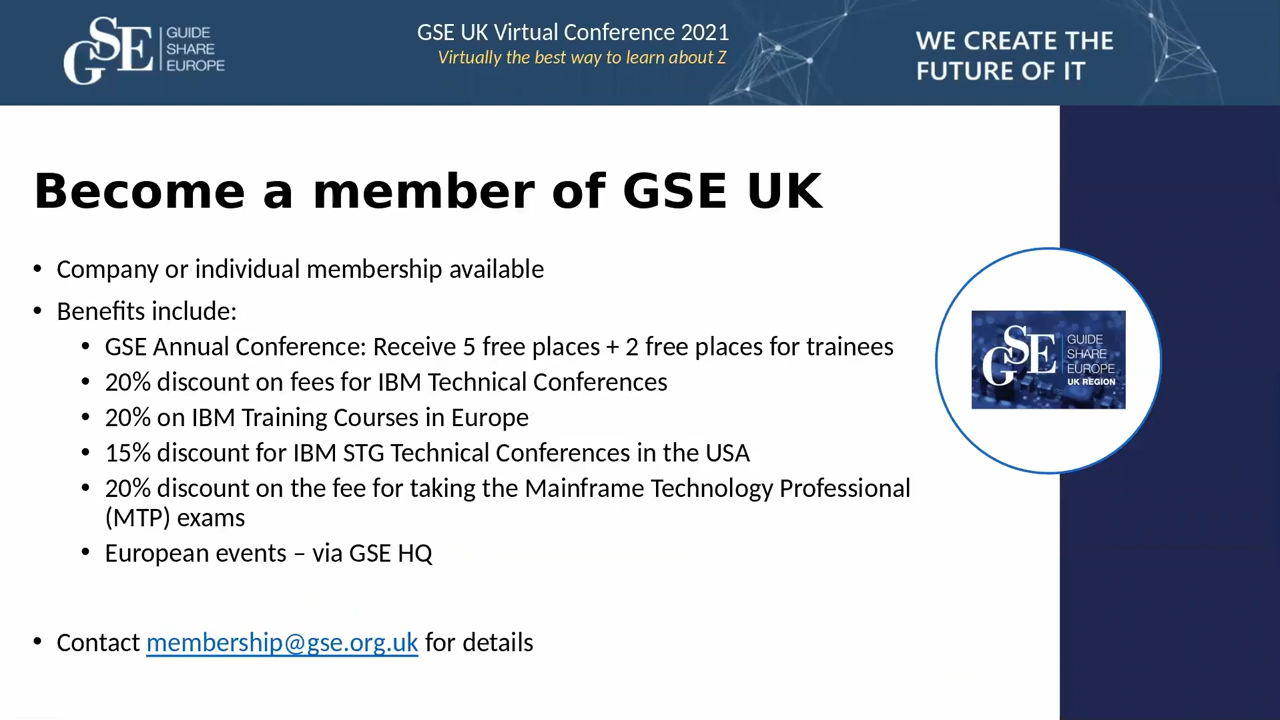 GSE GUIDE
SHARE
EUROPE
GSE UK Virtual Conference 2021
Virtually the best way to learn about Z
WE CREATE THE
FUTURE OF IT
Become a member of GSE UK
• Company or individual membership available
• Benefits include:
• GSE Annual Conference: Receive 5 free places + 2 free places for trainees
• 20% discount on fees for IBM Technical Conferences
• 20% on IBM Training Courses in Europe
• 15% discount for IBM STG Technical Conferences in the USA
• 20% discount on the fee for taking the Mainframe Technology Professional
(MTP) exams
• European events – via GSE HQ
• Contact membership@gse.org.uk for details
GSE GUIDE
SHARE
EUROPE
UK REGION